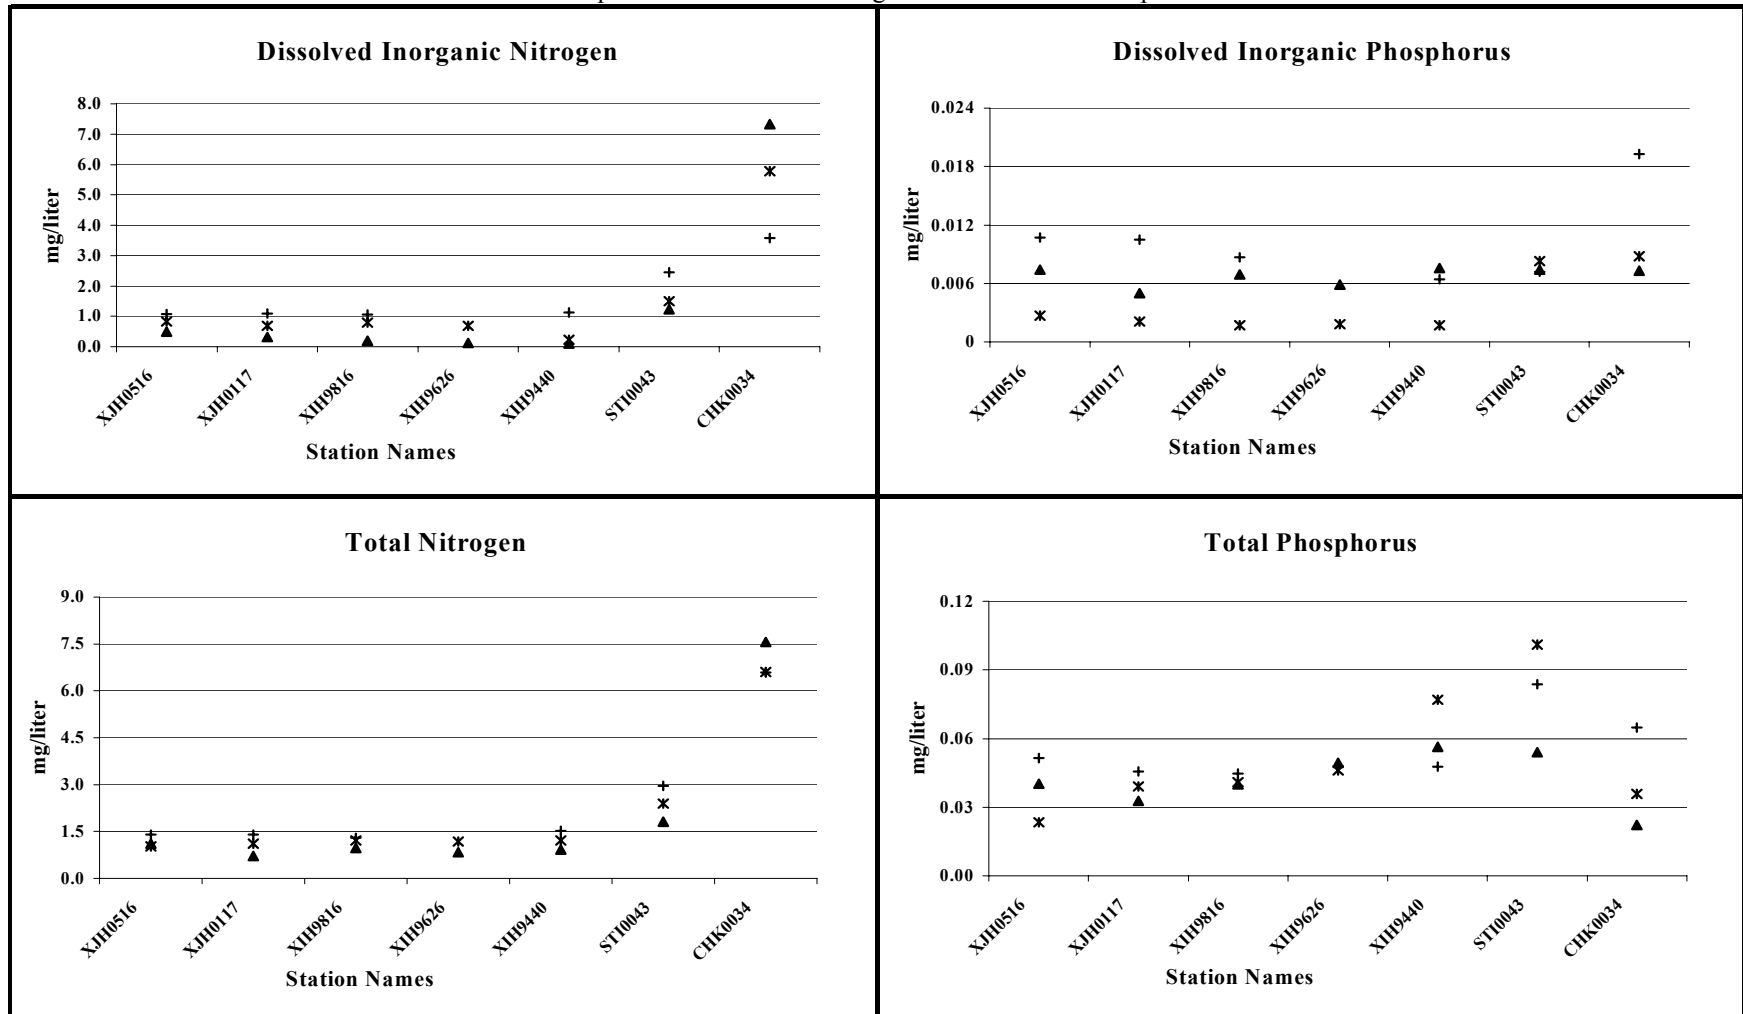 Dissolved Inorganic Nitrogen
8.0
7.0
6.0
5.0
4.0
3.0
2.0
1.0
0.0
mg/liter
XJH0516
XJH0117
XIH9816
XIH9626
XIH9440
STI0043
CHK0034
Station Names
Dissolved Inorganic Phosphorus
0.024
0.018
0.012
0.006
0
mg/liter
XJH0516
XJH0117
XIH9816
XIH9626
XIH9440
STI0043
CHK0034
Station Names
Total Nitrogen
9.0
7.5
6.0
4.5
3.0
1.5
0.0
mg/liter
XJH0516
XJH0117
XIH9816
XIH9626
XIH9440
STI0043
CHK0034
Station Names
Total Phosphorus
0.12
0.09
0.06
0.03
0.00
mg/liter
XJH0516
XJH0117
XIH9816
XIH9626
XIH9440
STI0043
CHK0034
Station Names